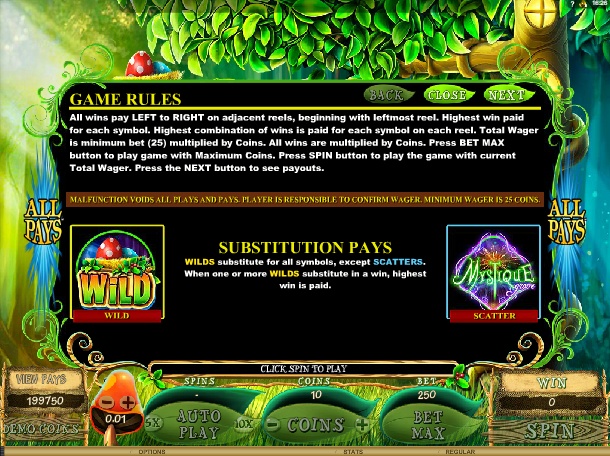 ? 16:26
GAME RULES
BACK CLOSE NEXT
All wins pay LEFT to RIGHT on adjacent reels, beginning with leftmost reel. Highest win paid
for each symbol. Highest combination of wins is paid for each symbol on each reel. Total Wager
is minimum bet (25) multiplied by Coins. All wins are multiplied by Coins. Press BET MAX
button to play game with Maximum Coins. Press SPIN button to play the game with current
Total Wager. Press the NEXT button to see payouts.
MALFUNCTION VOIDS ALL PLAYS AND PAYS. PLAYER IS RESPONSIBLE TO CONFIRM WAGER. MINIMUM WAGER IS 25 COINS.
ALL
PAYS
ALL
PAYS
WILD
WILD
SUBSTITUTION PAYS
WILDS substitute for all symbols, except SCATTERS.
When one or more WILDS substitute in a win, highest
win is paid.
MYSTIQUE
grove
SCATTER
CLICK SPIN TO PLAY
VIEW PAYS
199750
DEMO COINS
- +
0.01
SPINS
-
5X AUTO PLAY 10X
COINS
10
- COINS +
BET
250
BET
MAX
WIN
0
SPIN
OPTIONS STATS REGULAR